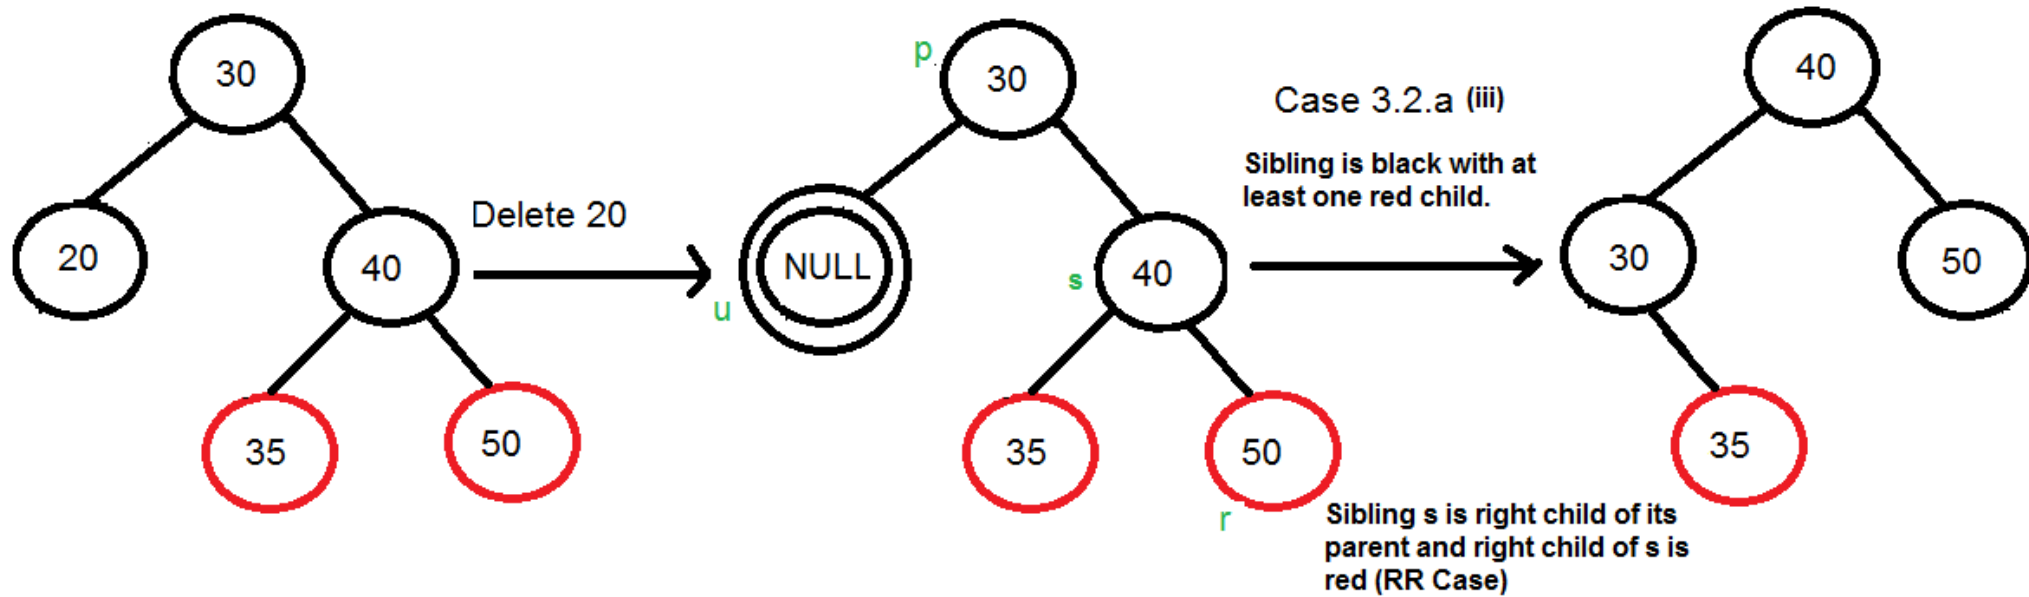 30
20
40
35
50
Delete 20
p
30
NULL
u
s
40
35
50
r
Case 3.2.a (iii)
Sibling is black with at
least one red child.
Sibling s is right child of its
parent and right child of s is
red (RR Case)
40
30
50
35